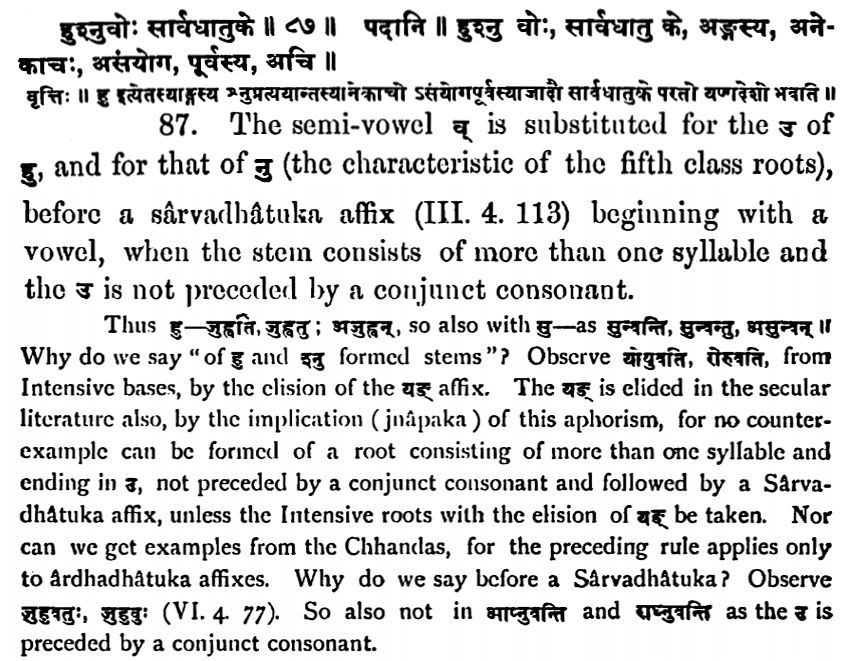 हुश्नुवोः सार्वधातुके ॥ ८७ ॥ पदानि ॥ हुश्नु वोः, सार्वधातु के, अङ्गस्य, अने-
काचः, असंयोग, पूर्वस्य, अचि ॥
वृत्तिः ॥ हु इत्येतस्याङ्गस्य श्नुप्रत्ययान्तस्यानेकाचो ऽसंयोगपूर्वस्याजादौ सार्वधातुके परतो यणादेशो भवति ॥
87. The semi-vowel व् is substituted for the उ of
हु, and for that of नु (the characteristic of the fifth class roots),
before a sârvadhâtuka affix (III. 4. 113) beginning with a
vowel, when the stem consists of more than one syllable and
the उ is not preceded by a conjunct consonant.
Thus हु—जुह्वति, जुह्वतु ; अजुह्वन्, so also with सु—as सुन्वन्ति, सुन्वन्तु, असुन्वन् ॥
Why do we say "of हु and श्नु formed stems"? Observe योयुवति, रोरुवति, from
Intensive bases, by the elision of the यङ् affix. The यङ् is elided in the secular
literature also, by the implication (jnâpaka) of this aphorism, for no counter-
example can be formed of a root consisting of more than one syllable and
ending in उ, not preceded by a conjunct consonant and followed by a Sârva-
dhâtuka affix, unless the Intensive roots with the elision of यङ् be taken. Nor
can we get examples from the Chhandas, for the preceding rule applies only
to ârdhadhâtuka affixes. Why do we say before a Sârvadhâtuka? Observe
जुहुवतुः, जुहुवुः (VI. 4. 77). So also not in आप्नुवन्ति and राध्नुवन्ति as the उ is
preceded by a conjunct consonant.